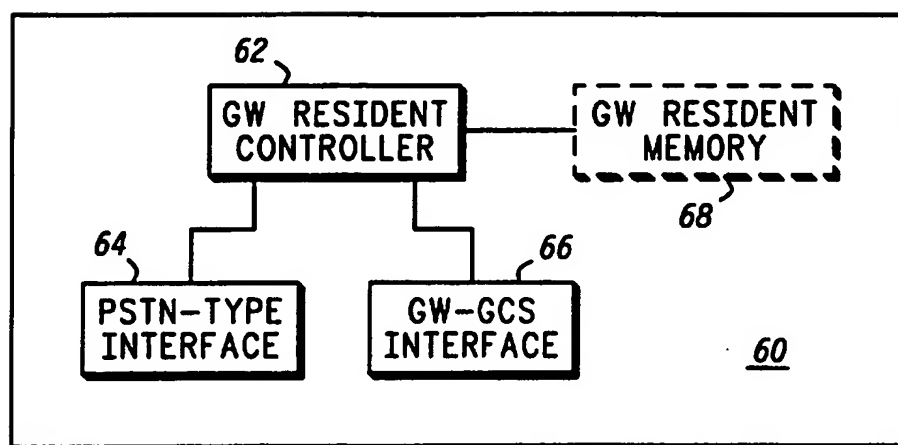 62
GW RESIDENT
CONTROLLER
GW RESIDENT
MEMORY
68
64
PSTN-TYPE
INTERFACE
66
GW-GCS
INTERFACE
60